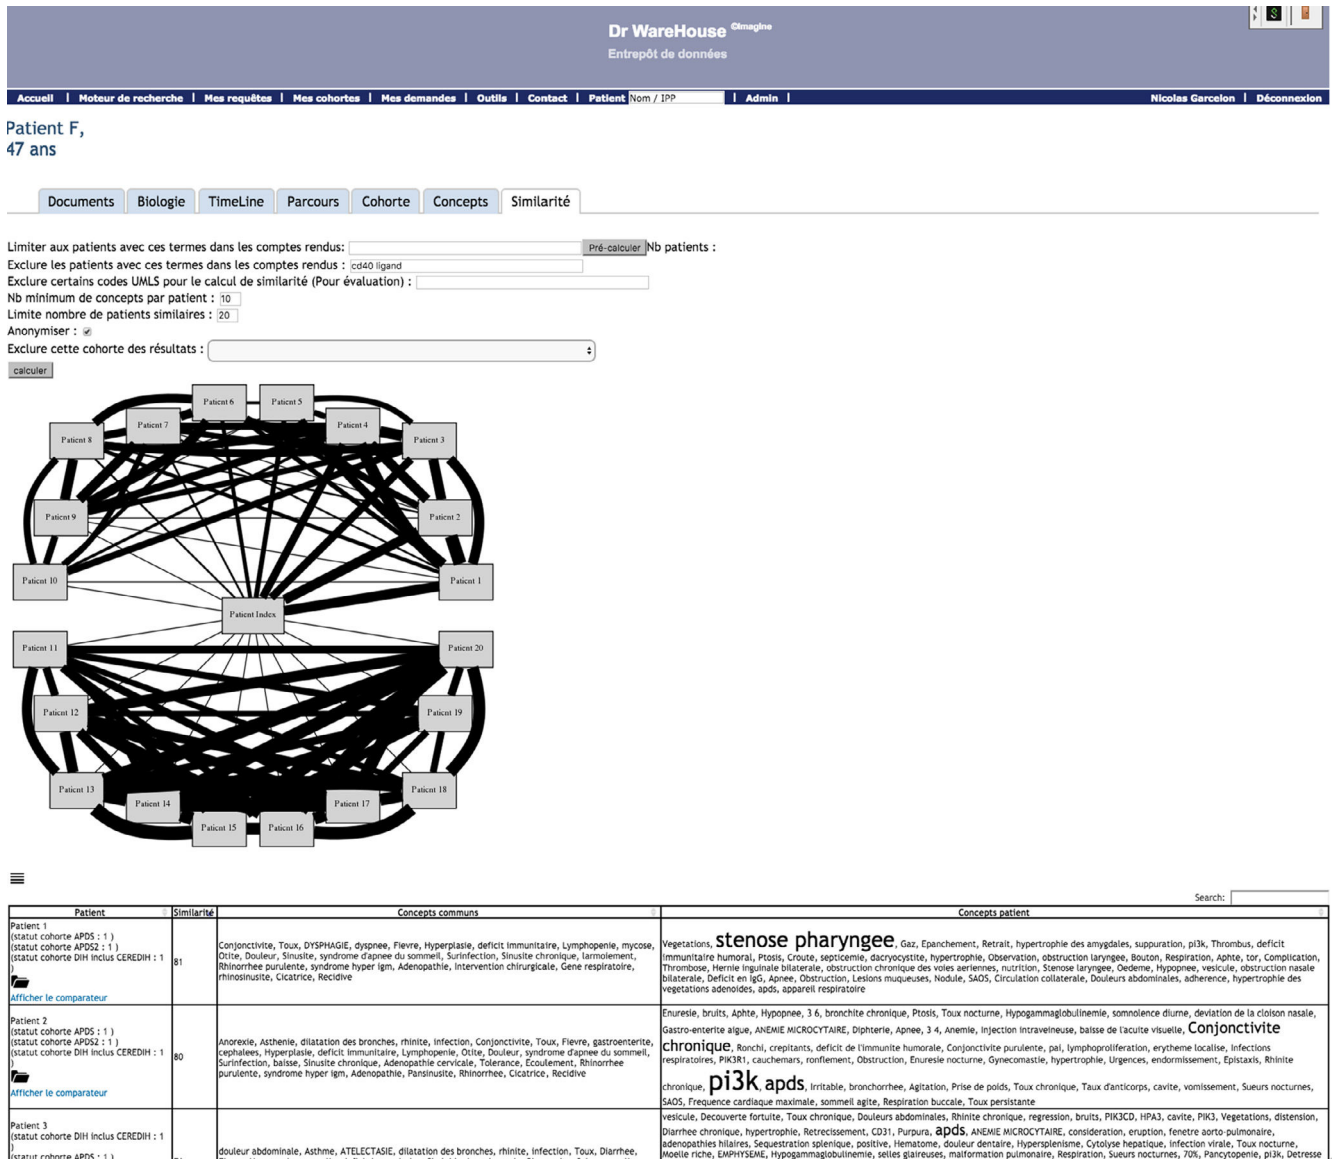 Dr WareHouse ©Imagine
Entrepôt de données
Accueil | Moteur de recherche | Mes requêtes | Mes cohortes | Mes demandes | Outils | Contact | Patient Nom / IPP | Admin |
Nicolas Garcelon | Déconnexion
Patient F,
47 ans
Documents Biologie TimeLine Parcours Cohorte Concepts Similarité
Limiter aux patients avec ces termes dans les comptes rendus: Pré-calculer Nb patients :
Exclure les patients avec ces termes dans les comptes rendus : cd40 ligand
Exclure certains codes UMLS pour le calcul de similarité (Pour évaluation) :
Nb minimum de concepts par patient : 10
Limite nombre de patients similaires : 20
Anonymiser :
Exclure cette cohorte des résultats :
calculer
Patient 6 Patient 5
Patient 7 Patient 4
Patient 8 Patient 3
Patient 9 Patient 2
Patient 10 Patient 1
Patient Index
Patient 11 Patient 20
Patient 12 Patient 19
Patient 13 Patient 18
Patient 14 Patient 17
Patient 15 Patient 16
Search:
Patient Similarité Concepts communs Concepts patient
Patient 1
(statut cohorte APDS : 1 )
(statut cohorte APDS2 : 1 )
(statut cohorte DIH inclus CEREDIH : 1
)
Afficher le comparateur
81
Conjonctivite, Toux, DYSPHAGIE, dyspnee, Fievre, Hyperplasie, deficit immunitaire, Lymphopenie, mycose,
Otite, Douleur, Sinusite, syndrome d'apnee du sommeil, Surinfection, Sinusite chronique, larmoiement,
Rhinorrhee purulente, syndrome hyper igm, Adenopathie, Intervention chirurgicale, Gene respiratoire,
rhinosinusite, Cicatrice, Recidive
Vegetations, stenose pharyngee, Gaz, Epanchement, Retrait, hypertrophie des amygdales, suppuration, pi3k, Thrombus, deficit
immunitaire humoral, Ptosis, Croute, septicemie, dacryocystite, hypertrophie, Observation, obstruction laryngee, Bouton, Respiration, Aphte, tor, Complication,
Thrombose, Hernie inguinale bilaterale, obstruction chronique des voies aeriennes, nutrition, Stenose laryngee, Oedeme, Hypopnee, vesicule, obstruction nasale
bilaterale, Deficit en IgG, Apnee, Obstruction, Lesions muqueuses, Nodule, SAOS, Circulation collaterale, Douleurs abdominales, adherence, hypertrophie des
vegetations adenoides, apds, appareil respiratoire
Patient 2
(statut cohorte APDS : 1 )
(statut cohorte APDS2 : 1 )
(statut cohorte DIH inclus CEREDIH : 1
)
Afficher le comparateur
80
Anorexie, Asthenie, dilatation des bronches, rhinite, infection, Conjonctivite, Toux, Fievre, gastroenterite,
cephalees, Hyperplasie, deficit immunitaire, Lymphopenie, Otite, Douleur, syndrome d'apnee du sommeil,
Surinfection, baisse, Sinusite chronique, Adenopathie cervicale, Tolerance, Ecoulement, Rhinorrhee
purulente, syndrome hyper igm, Adenopathie, Pansinusite, Rhinorrhee, Cicatrice, Recidive
Enuresie, bruits, Aphte, Hypopnee, 3 6, bronchite chronique, Ptosis, Toux nocturne, Hypogammaglobulinemie, somnolence diurne, deviation de la cloison nasale,
Gastro-enterite aigue, ANEMIE MICROCYTAIRE, Diphterie, Apnee, 3 4, Anemie, Injection intraveineuse, baisse de l'acuite visuelle, Conjonctivite
chronique, Ronchi, crepitants, deficit de l'immunite humorale, Conjonctivite purulente, pai, lymphoproliferation, erytheme localise, Infections
respiratoires, PIK3R1, cauchemars, ronflement, Obstruction, Enuresie nocturne, Gynecomastie, hypertrophie, Urgences, endormissement, Epistaxis, Rhinite
chronique, pi3k, apds, Irritable, bronchorrhee, Agitation, Prise de poids, Toux chronique, Taux d'anticorps, cavite, vomissement, Sueurs nocturnes,
SAOS, Frequence cardiaque maximale, sommeil agite, Respiration buccale, Toux persistante
Patient 3
(statut cohorte DIH inclus CEREDIH : 1
)
(statut cohorte APDS : 1 )
douleur abdominale, Asthme, ATELECTASIE, dilatation des bronches, rhinite, infection, Toux, Diarrhee,
vesicule, Decouverte fortuite, Toux chronique, Douleurs abdominales, Rhinite chronique, regression, bruits, PIK3CD, HPA3, cavite, PIK3, Vegetations, distension,
Diarrhee chronique, hypertrophie, Retrecissement, CD31, Purpura, apds, ANEMIE MICROCYTAIRE, consideration, eruption, fenetre aorto-pulmonaire,
adenopathies hilaires, Sequestration splenique, positive, Hematome, douleur dentaire, Hypersplenisme, Cytolyse hepatique, infection virale, Toux nocturne,
Moelle riche, EMPHYSEME, Hypogammaglobulinemie, selles glaireuses, malformation pulmonaire, Respiration, Sueurs nocturnes, 70%, Pancytopenie, pi3k, Detresse